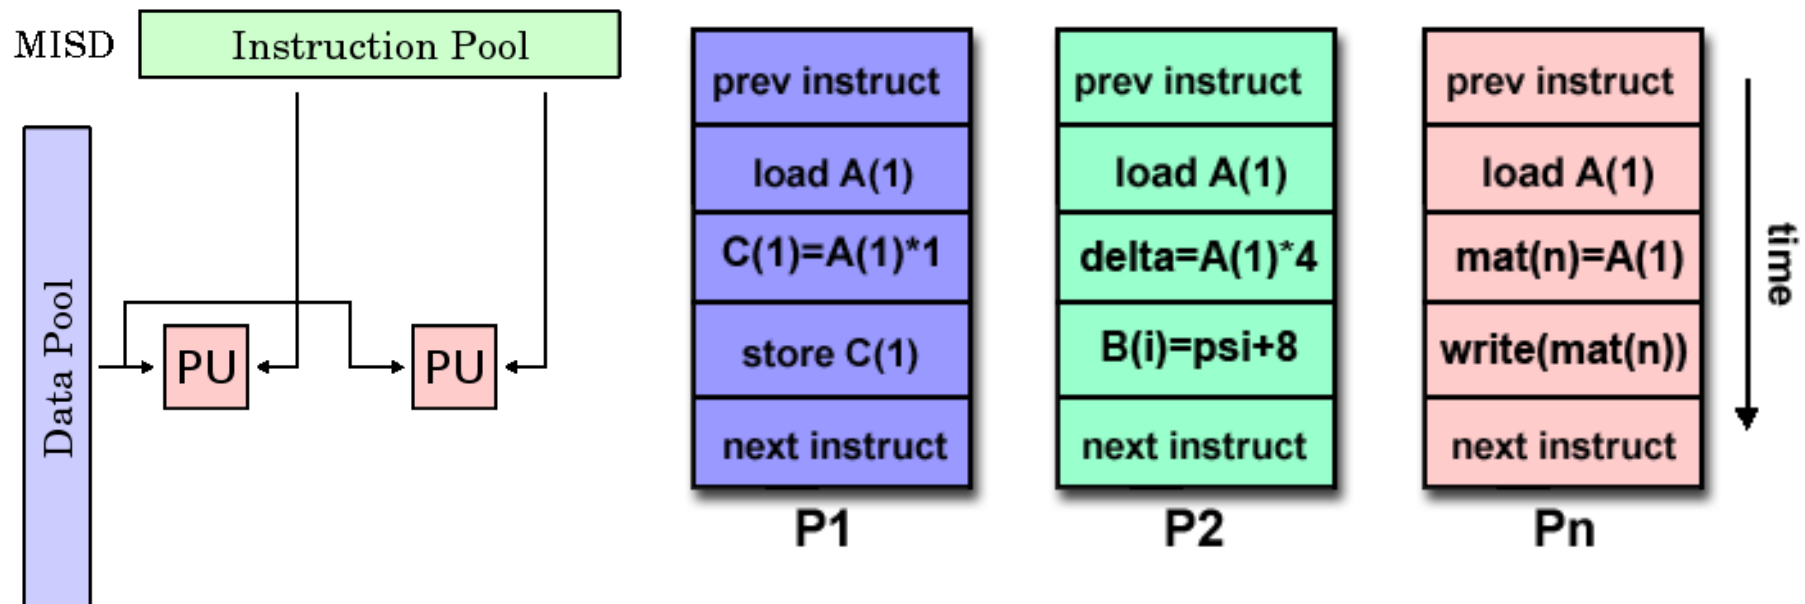 MISD
Instruction Pool
Data Pool
PU
PU
prev instruct
load A(1)
C(1)=A(1)*1
store C(1)
next instruct
P1
prev instruct
load A(1)
delta=A(1)*4
B(i)=psi+8
next instruct
P2
prev instruct
load A(1)
mat(n)=A(1)
write(mat(n))
next instruct
Pn
time